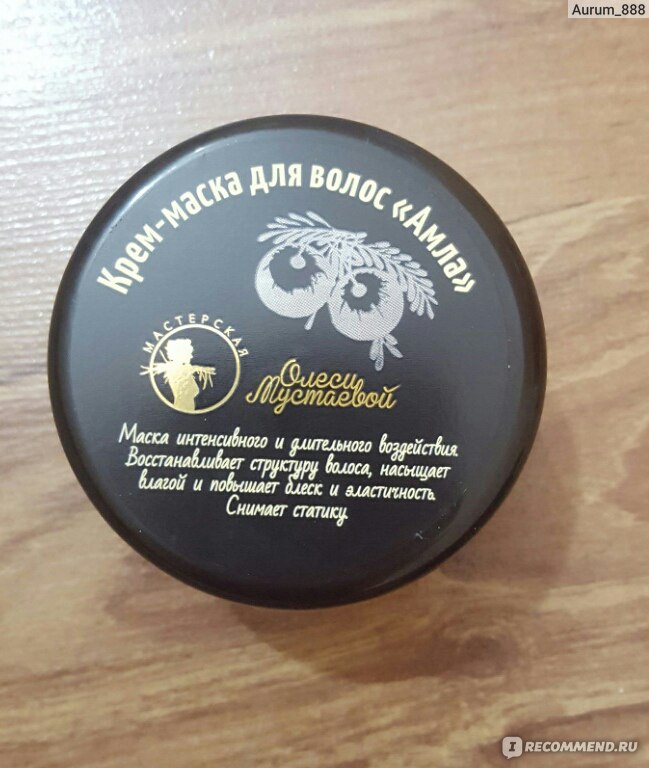 Aurum_888
Крем-маска для волос «Амла»
МАСТЕРСКАЯ
Олеси
Мустаевой
Маска интенсивного и длительного воздействия.
Восстанавливает структуру волоса, насыщает
влагой и повышает блеск и эластичность.
Снимает статику.
I RECOMMEND.RU